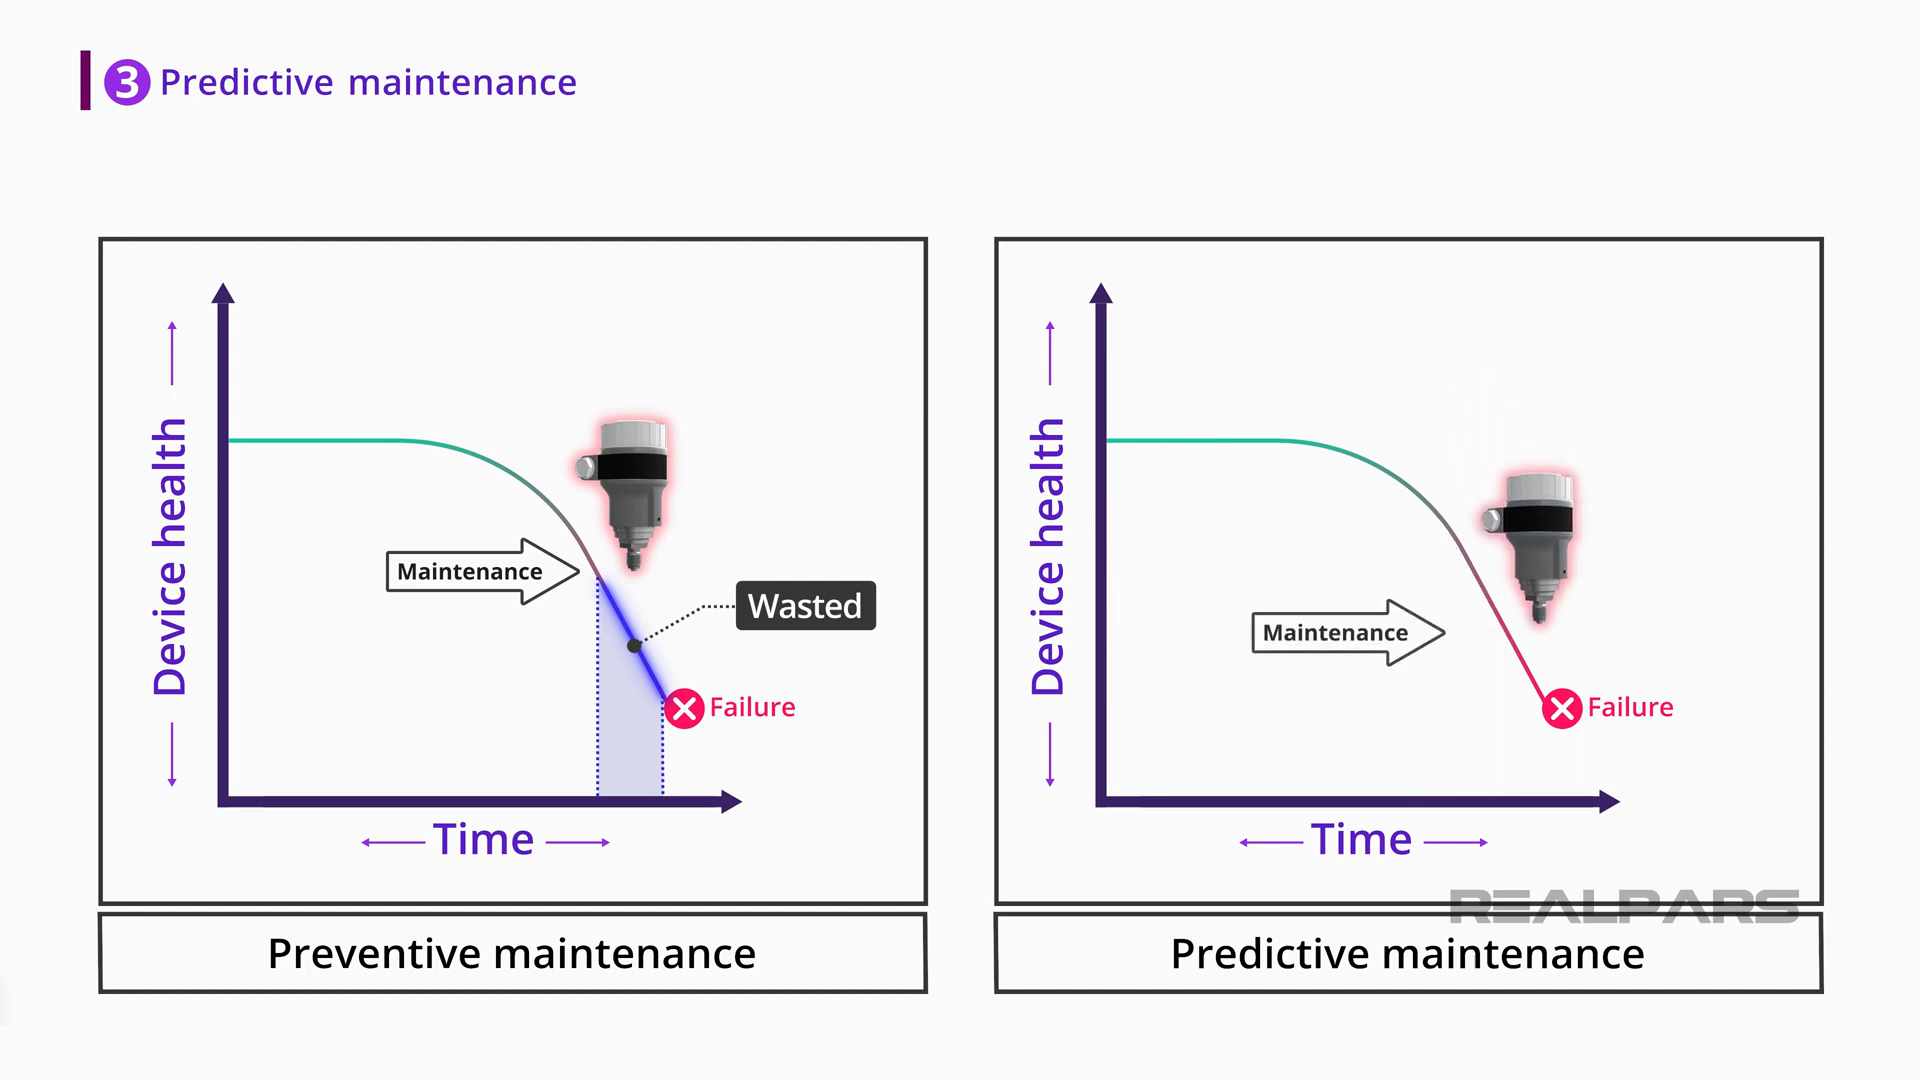 3 Predictive maintenance
Device health
Maintenance
Wasted
Failure
Time
Preventive maintenance
Device health
Maintenance
Failure
Time
REALPARS
Predictive maintenance